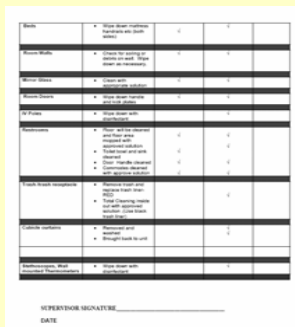 Beds
• Wipe down mattress
handrails etc (both
sides)
√ √
Room Walls
• Check for soiling or
debris on wall. Wipe
down as necessary.
√ √
Mirror Glass
• Clean with
appropriate solution
√ √
Room Doors
• Wipe down handle
and kick plates
√ √
IV Poles
• Wipe down with
disinfectant
√
Restrooms
• Floor will be cleaned
and floor area
mopped with
approved solution
• Toilet bowl and sink
cleaned
• Door Handle cleaned
• Commodes cleaned
with approve solution
√ √
√ √
√ √
√ √
Trash /trash receptacle
• Remove trash and
replace trash liner-
RED
• Total Cleaning inside
out with approved
solution (Use black
trash liner)
√
√
Cubicle curtains
• Removed and
washed
• Brought back to unit
√
√
Stethoscopes, Wall
mounted Thermometers
• Wipe down with
disinfectant
√
SUPERVISOR SIGNATURE
DATE